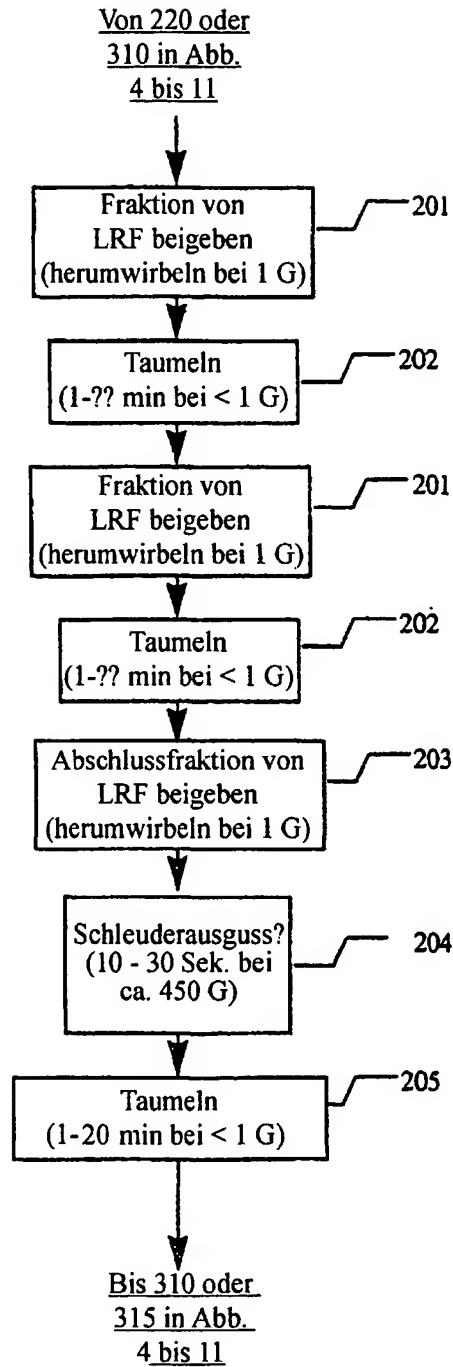 Von 220 oder
310 in Abb.
4 bis 11
Fraktion von
LRF beigeben
(herumwirbeln bei 1 G)
201
Taumeln
(1-?? min bei < 1 G)
202
Fraktion von
LRF beigeben
(herumwirbeln bei 1 G)
201
Taumeln
(1-?? min bei < 1 G)
202
Abschlussfraktion von
LRF beigeben
(herumwirbeln bei 1 G)
203
Schleuderausguss?
(10 - 30 Sek. bei
ca. 450 G)
204
Taumeln
(1-20 min bei < 1 G)
205
Bis 310 oder
315 in Abb.
4 bis 11